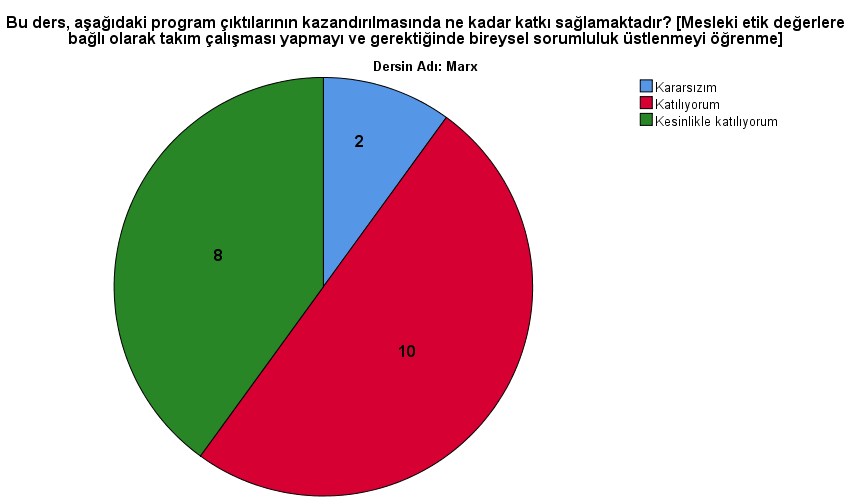 Bu ders, aşağıdaki program çıktılarının kazandırılmasında ne kadar katkı sağlamaktadır? [Mesleki etik değerlere
bağlı olarak takım çalışması yapmayı ve gerektiğinde bireysel sorumluluk üstlenmeyi öğrenme]
Dersin Adı: Marx
Kararsızım
Katılıyorum
Kesinlikle katılıyorum
2
8
10